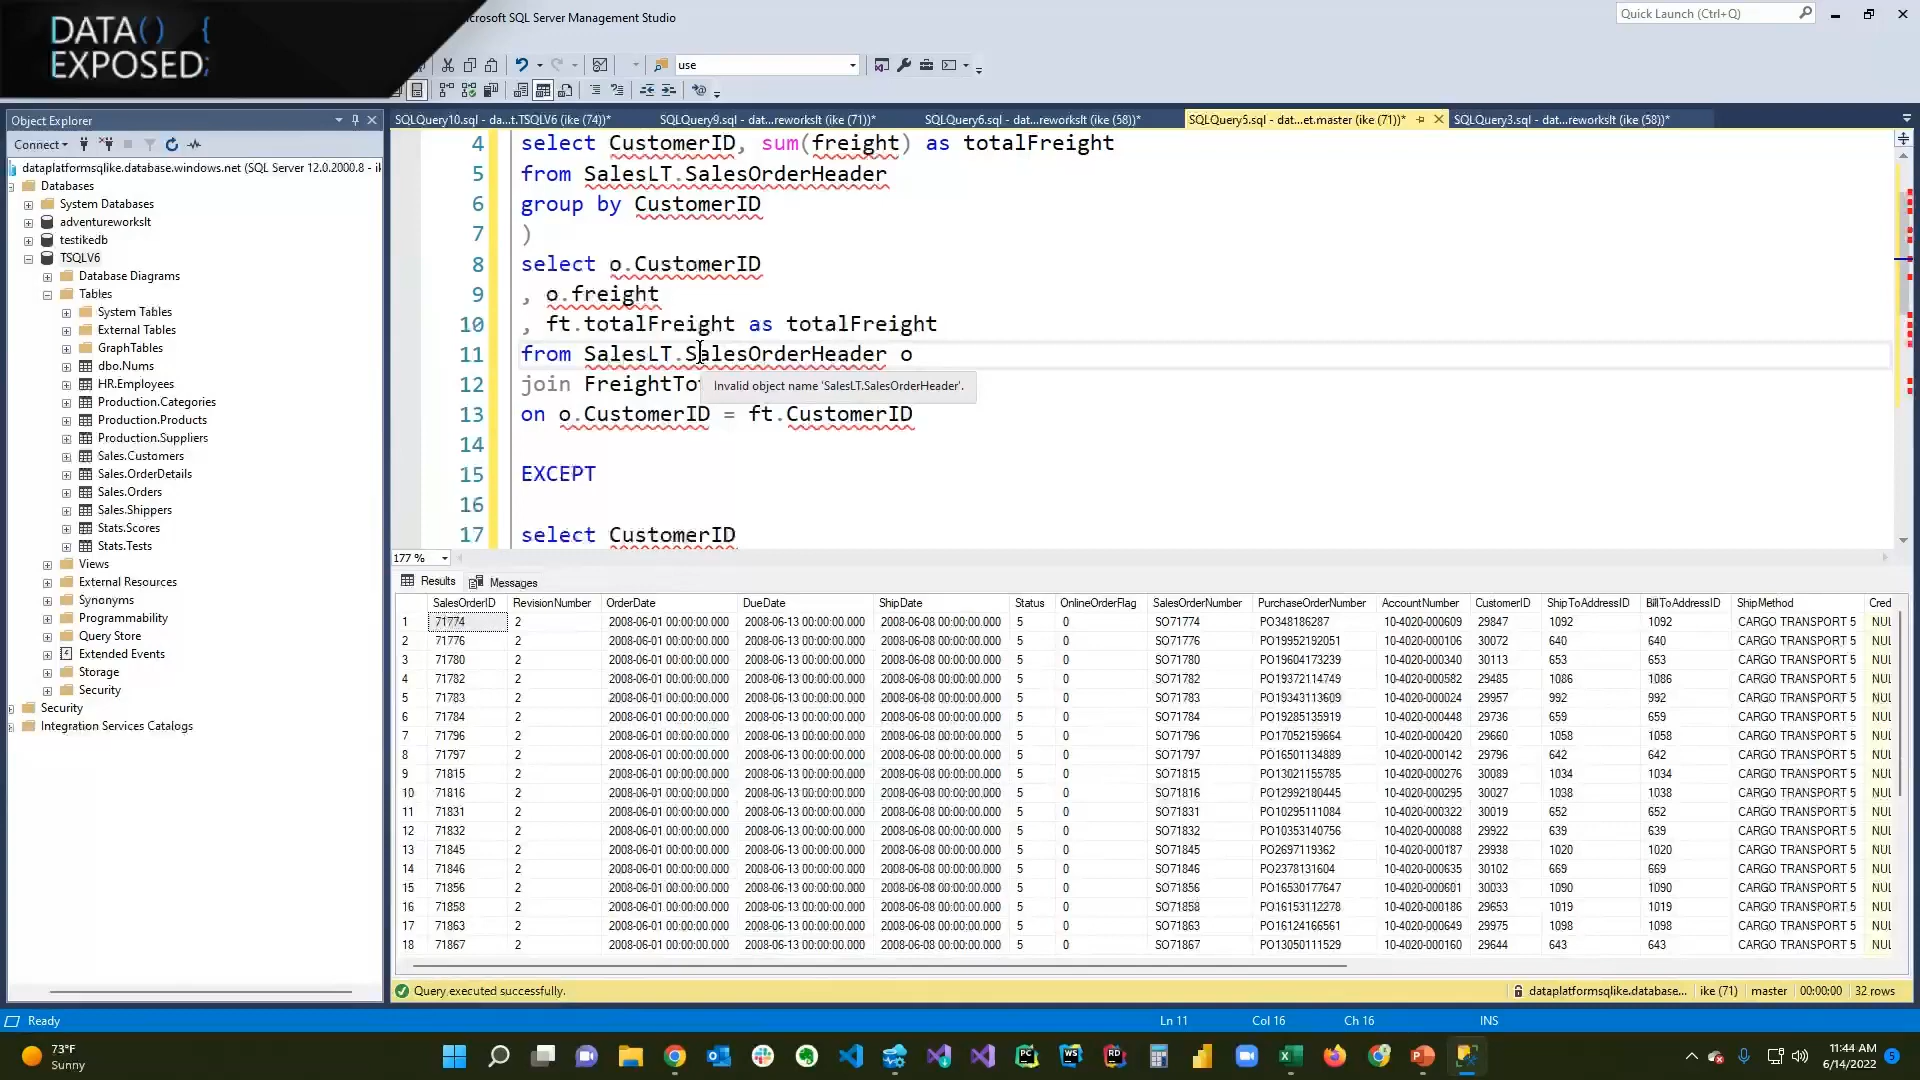 DATA() {
EXPOSED;
crosoft SQL Server Management Studio
Quick Launch (Ctrl+Q)
use
Object Explorer
Connect
dataplatformsqlike.database.windows.net (SQL Server 12.0.2000.8 - i
Databases
System Databases
adventureworkslt
testikedb
TSQLV6
Database Diagrams
Tables
System Tables
External Tables
GraphTables
dbo.Nums
HR.Employees
Production.Categories
Production.Products
Production.Suppliers
Sales.Customers
Sales.OrderDetails
Sales.Orders
Sales.Shippers
Stats.Scores
Stats.Tests
Views
External Resources
Synonyms
Programmability
Query Store
Extended Events
Storage
Security
Security
Integration Services Catalogs
SQLQuery10.sql - da...t.TSQLV6 (ike (74))* SQLQuery9.sql - dat...reworkslt (ike (71))* SQLQuery6.sql - dat...reworkslt (ike (58))* SQLQuery5.sql - dat...et.master (ike (71))* SQLQuery3.sql - dat...reworkslt (ike (58))*
4 select CustomerID, sum(freight) as totalFreight
5 from SalesLT.SalesOrderHeader
6 group by CustomerID
7 )
8 select o.CustomerID
9 , o.freight
10 , ft.totalFreight as totalFreight
11 from SalesLT.SalesOrderHeader o
12 join FreightTo
Invalid object name 'SalesLT.SalesOrderHeader'.
13 on o.CustomerID = ft.CustomerID
14
15 EXCEPT
16
17 select CustomerID
177 %
Results Messages
SalesOrderID RevisionNumber OrderDate DueDate ShipDate Status OnlineOrderFlag SalesOrderNumber PurchaseOrderNumber AccountNumber CustomerID ShipToAddressID BillToAddressID ShipMethod Cred
1 71774 2 2008-06-01 00:00:00.000 2008-06-13 00:00:00.000 2008-06-08 00:00:00.000 5 0 SO71774 PO348186287 10-4020-000609 29847 1092 1092 CARGO TRANSPORT 5 NUL
2 71776 2 2008-06-01 00:00:00.000 2008-06-13 00:00:00.000 2008-06-08 00:00:00.000 5 0 SO71776 PO19952192051 10-4020-000106 30072 640 640 CARGO TRANSPORT 5 NUL
3 71780 2 2008-06-01 00:00:00.000 2008-06-13 00:00:00.000 2008-06-08 00:00:00.000 5 0 SO71780 PO19604173239 10-4020-000340 30113 653 653 CARGO TRANSPORT 5 NUL
4 71782 2 2008-06-01 00:00:00.000 2008-06-13 00:00:00.000 2008-06-08 00:00:00.000 5 0 SO71782 PO19372114749 10-4020-000582 29485 1086 1086 CARGO TRANSPORT 5 NUL
5 71783 2 2008-06-01 00:00:00.000 2008-06-13 00:00:00.000 2008-06-08 00:00:00.000 5 0 SO71783 PO19343113609 10-4020-000024 29957 992 992 CARGO TRANSPORT 5 NUL
6 71784 2 2008-06-01 00:00:00.000 2008-06-13 00:00:00.000 2008-06-08 00:00:00.000 5 0 SO71784 PO19285135919 10-4020-000448 29736 659 659 CARGO TRANSPORT 5 NUL
7 71796 2 2008-06-01 00:00:00.000 2008-06-13 00:00:00.000 2008-06-08 00:00:00.000 5 0 SO71796 PO17052159664 10-4020-000420 29660 1058 1058 CARGO TRANSPORT 5 NUL
8 71797 2 2008-06-01 00:00:00.000 2008-06-13 00:00:00.000 2008-06-08 00:00:00.000 5 0 SO71797 PO16501134889 10-4020-000142 29796 642 642 CARGO TRANSPORT 5 NUL
9 71815 2 2008-06-01 00:00:00.000 2008-06-13 00:00:00.000 2008-06-08 00:00:00.000 5 0 SO71815 PO13021155785 10-4020-000276 30089 1034 1034 CARGO TRANSPORT 5 NUL
10 71816 2 2008-06-01 00:00:00.000 2008-06-13 00:00:00.000 2008-06-08 00:00:00.000 5 0 SO71816 PO12992180445 10-4020-000295 30027 1038 1038 CARGO TRANSPORT 5 NUL
11 71831 2 2008-06-01 00:00:00.000 2008-06-13 00:00:00.000 2008-06-08 00:00:00.000 5 0 SO71831 PO10295111084 10-4020-000322 30019 652 652 CARGO TRANSPORT 5 NUL
12 71832 2 2008-06-01 00:00:00.000 2008-06-13 00:00:00.000 2008-06-08 00:00:00.000 5 0 SO71832 PO10353140756 10-4020-000088 29922 639 639 CARGO TRANSPORT 5 NUL
13 71845 2 2008-06-01 00:00:00.000 2008-06-13 00:00:00.000 2008-06-08 00:00:00.000 5 0 SO71845 PO2697119362 10-4020-000187 29938 1020 1020 CARGO TRANSPORT 5 NUL
14 71846 2 2008-06-01 00:00:00.000 2008-06-13 00:00:00.000 2008-06-08 00:00:00.000 5 0 SO71846 PO2378131604 10-4020-000635 30102 669 669 CARGO TRANSPORT 5 NUL
15 71856 2 2008-06-01 00:00:00.000 2008-06-13 00:00:00.000 2008-06-08 00:00:00.000 5 0 SO71856 PO16530177647 10-4020-000601 30033 1090 1090 CARGO TRANSPORT 5 NUL
16 71858 2 2008-06-01 00:00:00.000 2008-06-13 00:00:00.000 2008-06-08 00:00:00.000 5 0 SO71858 PO16153112278 10-4020-000186 29653 1019 1019 CARGO TRANSPORT 5 NUL
17 71863 2 2008-06-01 00:00:00.000 2008-06-13 00:00:00.000 2008-06-08 00:00:00.000 5 0 SO71863 PO16124166561 10-4020-000649 29975 1098 1098 CARGO TRANSPORT 5 NUL
18 71867 2 2008-06-01 00:00:00.000 2008-06-13 00:00:00.000 2008-06-08 00:00:00.000 5 0 SO71867 PO13050111529 10-4020-000160 29644 643 643 CARGO TRANSPORT 5 NUL
Query executed successfully. dataplatformsqlike.database... ike (71) master 00:00:00 32 rows
Ready Ln 11 Col 16 Ch 16 INS
73°F
Sunny
11:44 AM
6/14/2022
5